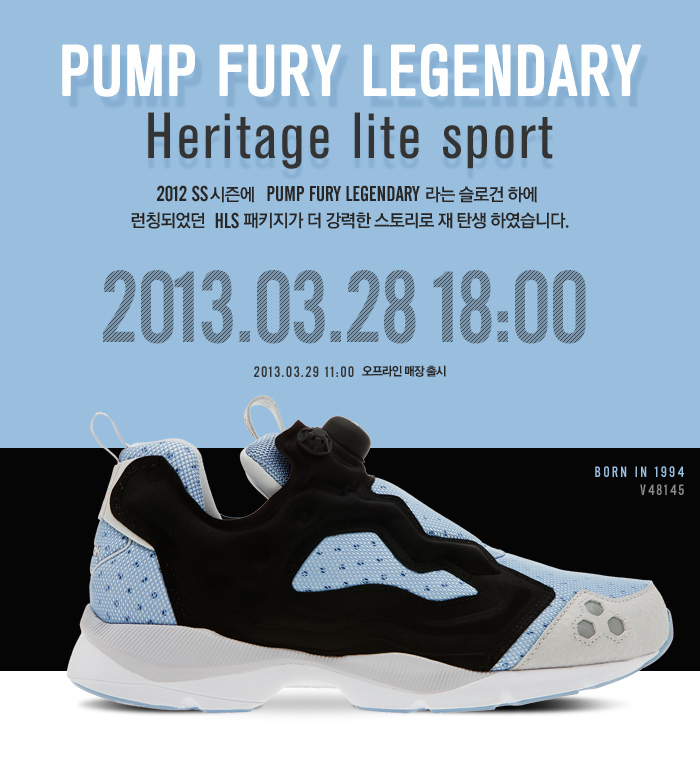 PUMP FURY LEGENDARY
Heritage lite sport
2012 SS 시즌에 PUMP FURY LEGENDARY 라는 슬로건 하에
런칭되었던 HLS 패키지가 더 강력한 스토리로 재 탄생 하였습니다.
2013.03.28 18:00
2013.03.29 11:00 오프라인 매장 출시
BORN IN 1994
V48145